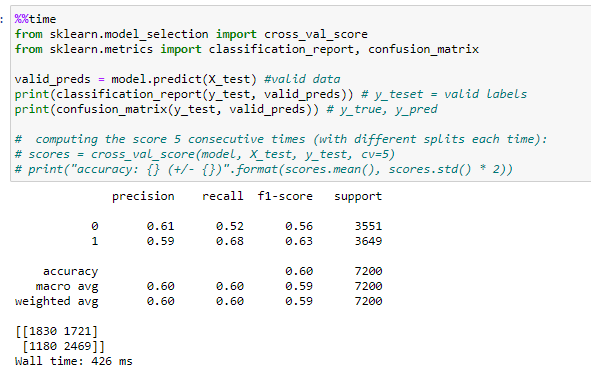 %%time
from sklearn.model_selection import cross_val_score
from sklearn.metrics import classification_report, confusion_matrix
valid_preds = model.predict(X_test) #valid data
print(classification_report(y_test, valid_preds)) # y_teset = valid labels
print(confusion_matrix(y_test, valid_preds)) # y_true, y_pred
#  computing the score 5 consecutive times (with different splits each time):
# scores = cross_val_score(model, X_test, y_test, cv=5)
# print("accuracy: {} (+/- {})".format(scores.mean(), scores.std() * 2))
precision recall f1-score support
0 0.61 0.52 0.56 3551
1 0.59 0.68 0.63 3649
accuracy 0.60 7200
macro avg 0.60 0.60 0.59 7200
weighted avg 0.60 0.60 0.59 7200
[[1830 1721]
[1180 2469]]
Wall time: 426 ms